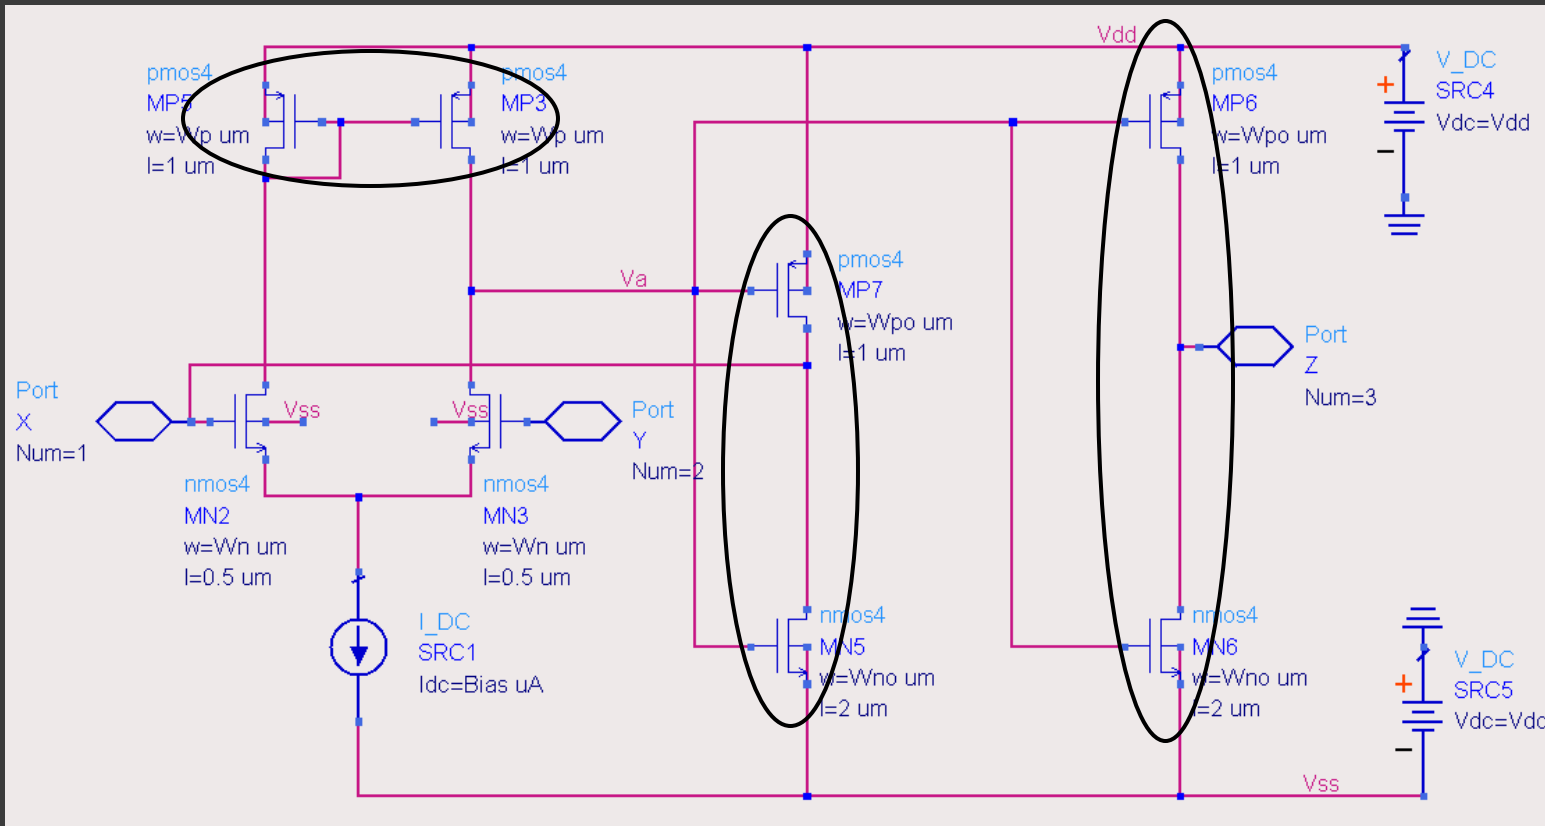 Vdd
pmos4
MP5
w=Wp um
l=1 um
pmos4
MP3
w=Wp um
l=1 um
pmos4
MP6
w=Wpo um
l=1 um
V_DC
SRC4
Vdc=Vdd
+
−
Va
pmos4
MP7
w=Wpo um
l=1 um
Port
X
Num=1
Vss
Vss
Port
Y
Num=2
Port
Z
Num=3
nmos4
MN2
w=Wn um
l=0.5 um
nmos4
MN3
w=Wn um
l=0.5 um
I_DC
SRC1
Idc=Bias uA
nmos4
MN5
w=Wno um
l=2 um
nmos4
MN6
w=Wno um
l=2 um
V_DC
SRC5
+
−
Vss